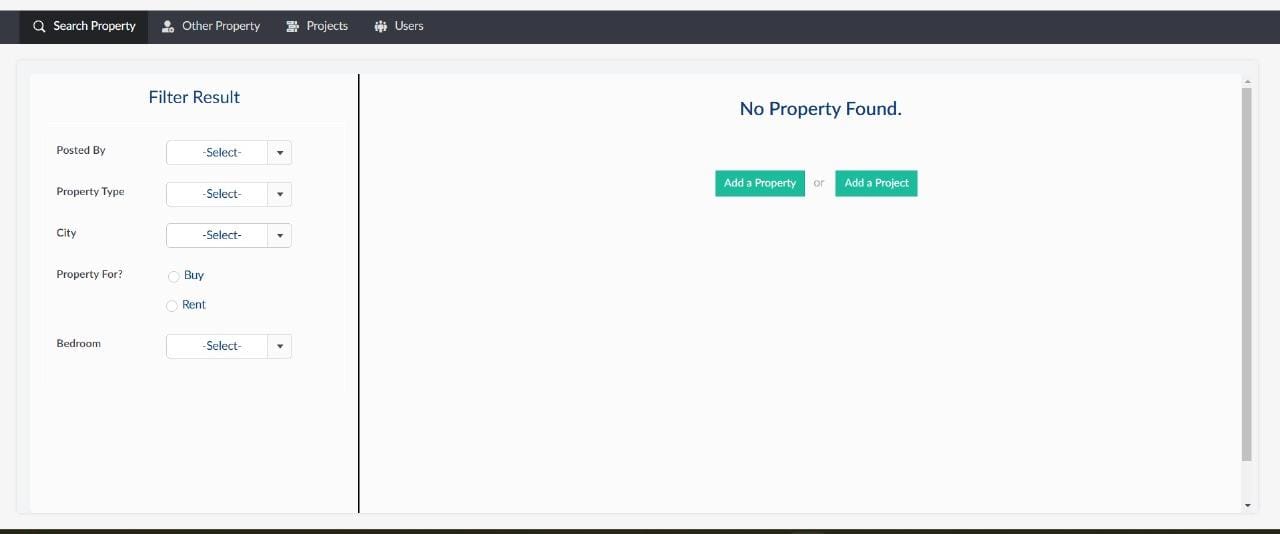 Search Property Other Property Projects Users
Filter Result
Posted By -Select-
Property Type -Select-
City -Select-
Property For? Buy
Rent
Bedroom -Select-
No Property Found.
Add a Property or Add a Project